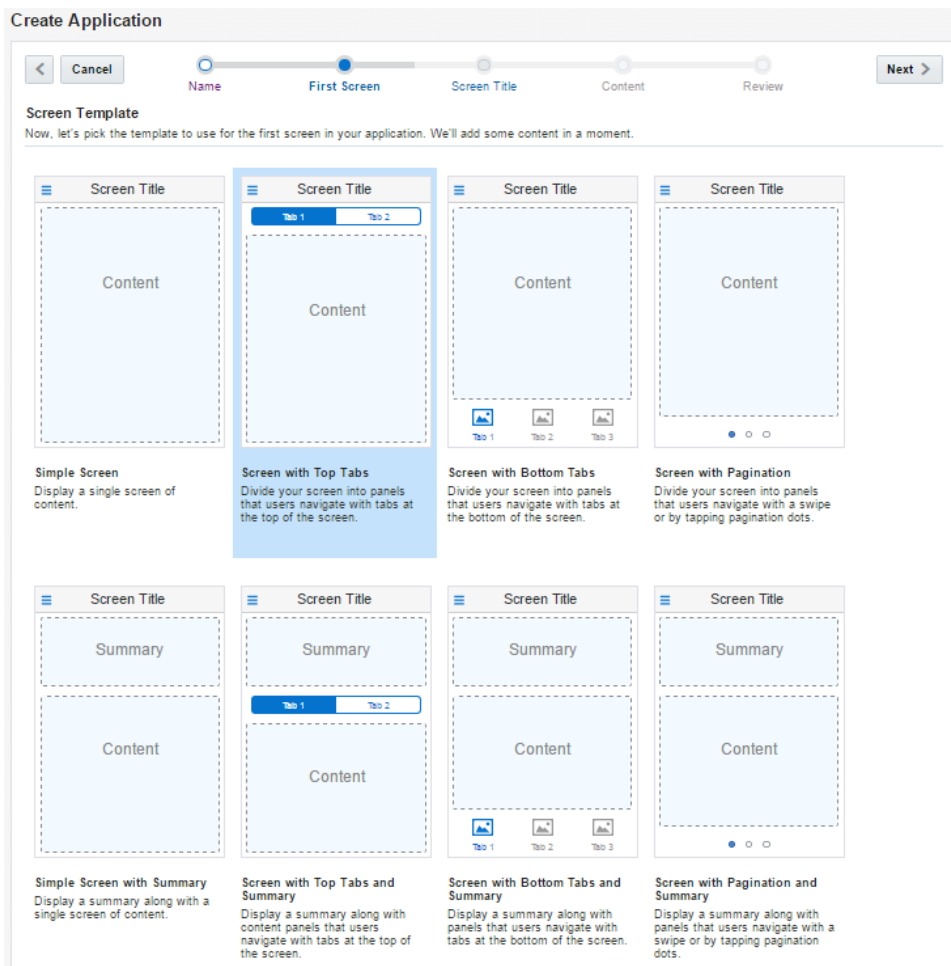 Create Application
Cancel
Next
Name
First Screen
Screen Title
Content
Review
Screen Template
Now, let's pick the template to use for the first screen in your application. We'll add some content in a moment.
Screen Title
Content
Simple Screen
Display a single screen of
content.
Screen Title
Tab 1
Tab 2
Content
Screen with Top Tabs
Divide your screen into panels
that users navigate with tabs at
the top of the screen.
Screen Title
Content
Tab 1
Tab 2
Tab 3
Screen with Bottom Tabs
Divide your screen into panels
that users navigate with tabs at
the bottom of the screen.
Screen Title
Content
Screen with Pagination
Divide your screen into panels
that users navigate with a swipe
or by tapping pagination dots.
Screen Title
Summary
Content
Simple Screen with Summary
Display a summary along with a
single screen of content.
Screen Title
Summary
Tab 1
Tab 2
Content
Screen with Top Tabs and
Summary
Display a summary along with
content panels that users
navigate with tabs at the top of
the screen.
Screen Title
Summary
Content
Tab 1
Tab 2
Tab 3
Screen with Bottom Tabs and
Summary
Display a summary along with
panels that users navigate with
tabs at the bottom of the screen.
Screen Title
Summary
Content
Screen with Pagination and
Summary
Display a summary along with
panels that users navigate with a
swipe or by tapping pagination
dots.